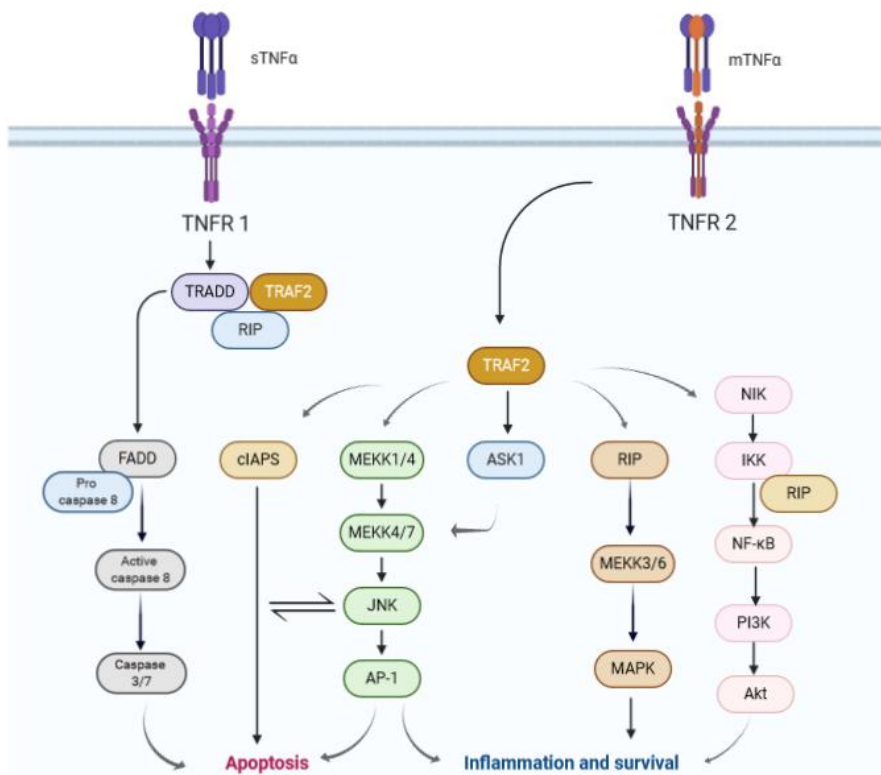 sTNFα
mTNFα
TNFR 1
TNFR 2
TRADD
TRAF2
RIP
TRAF2
NIK
FADD
Pro
caspase 8
cIAPS
MEKK1/4
ASK1
RIP
IKK
RIP
Active
caspase 8
MEKK4/7
MEKK3/6
NF-κB
JNK
PI3K
Caspase
3/7
AP-1
MAPK
Akt
Apoptosis
Inflammation and survival